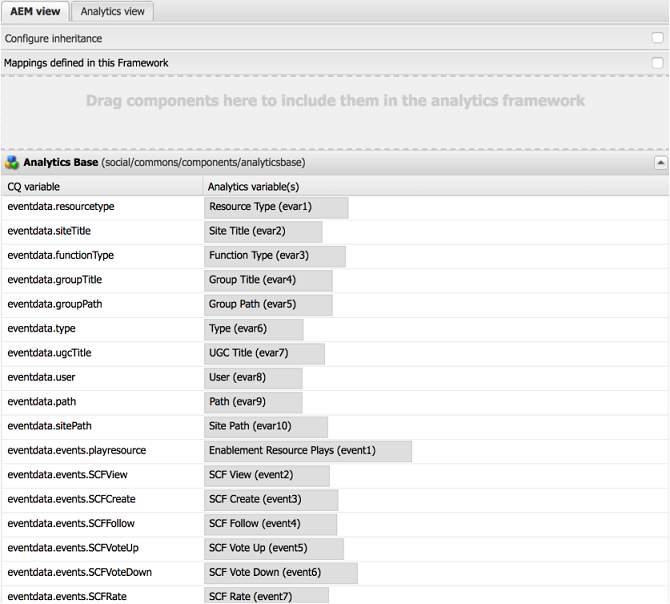 AEM view Analytics view
Configure inheritance
Mappings defined in this Framework
Drag components here to include them in the analytics framework
Analytics Base (social/commons/components/analyticsbase)
CQ variable Analytics variable(s)
eventdata.resourcetype Resource Type (evar1)
eventdata.siteTitle Site Title (evar2)
eventdata.functionType Function Type (evar3)
eventdata.groupTitle Group Title (evar4)
eventdata.groupPath Group Path (evar5)
eventdata.type Type (evar6)
eventdata.ugcTitle UGC Title (evar7)
eventdata.user User (evar8)
eventdata.path Path (evar9)
eventdata.sitePath Site Path (evar10)
eventdata.events.playresource Enablement Resource Plays (event1)
eventdata.events.SCFView SCF View (event2)
eventdata.events.SCFCreate SCF Create (event3)
eventdata.events.SCFFollow SCF Follow (event4)
eventdata.events.SCFVoteUp SCF Vote Up (event5)
eventdata.events.SCFVoteDown SCF Vote Down (event6)
eventdata.events.SCFRate SCF Rate (event7)